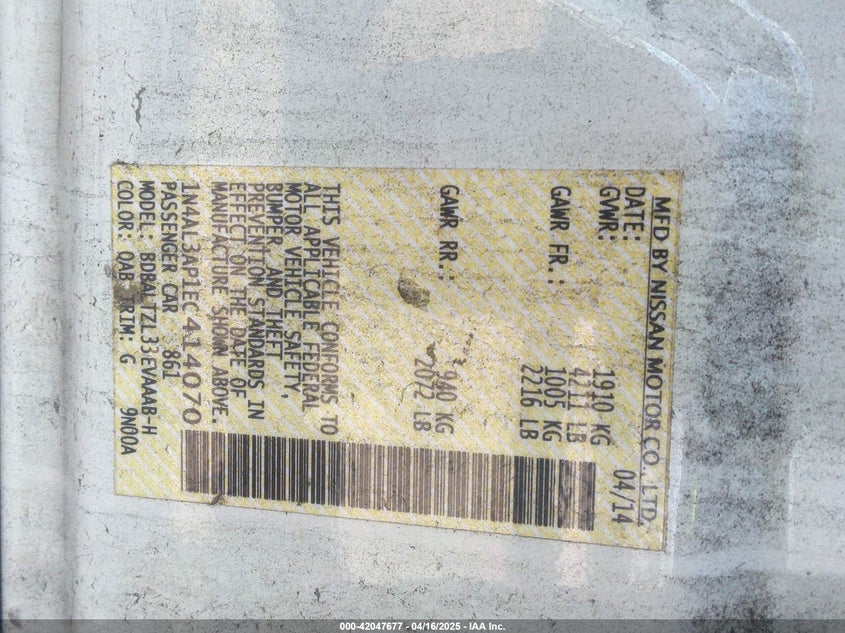 MFD BY NISSAN MOTOR CO., LTD.
DATE: 04/14
GVWR: 1910 KG
4211 LB
GAWR FR.: 1005 KG
2216 LB
GAWR RR.: 940 KG
2072 LB
THIS VEHICLE CONFORMS TO
ALL APPLICABLE FEDERAL
MOTOR VEHICLE SAFETY,
BUMPER AND THEFT
PREVENTION STANDARDS IN
EFFECT ON THE DATE OF
MANUFACTURE SHOWN ABOVE.
1N4AL3AP1EC414070
PASSENGER CAR 861
MODEL: BDBALTZL33EVAAAB-H
COLOR: QAB TRIM: G 9N00A
000-42047677 - 04/16/2025 - IAA Inc.